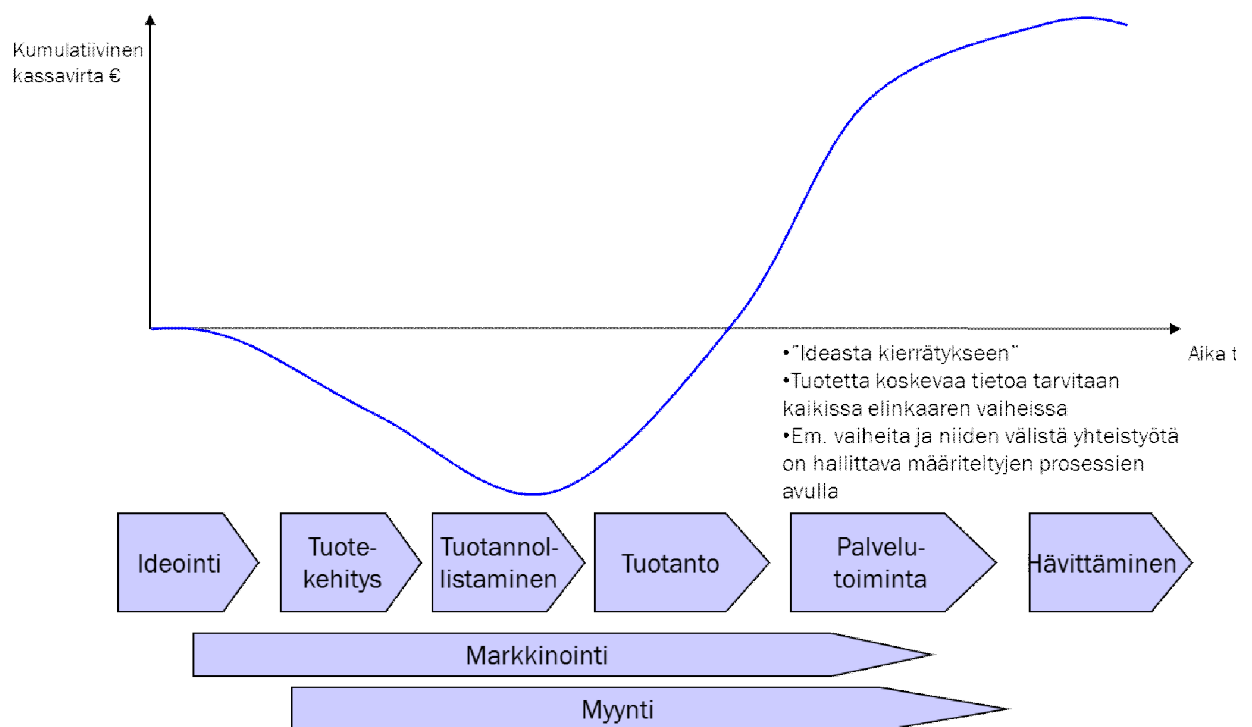 Kumulatiivinen
kassavirta €
Aika t
•"Ideasta kierrätykseen"
•Tuotetta koskevaa tietoa tarvitaan
kaikissa elinkaaren vaiheissa
•Em. vaiheita ja niiden välistä yhteistyötä
on hallittava määriteltyjen prosessien
avulla
Ideointi
Tuote-
kehitys
Tuotannol-
listaminen
Tuotanto
Palvelu-
toiminta
Hävittäminen
Markkinointi
Myynti